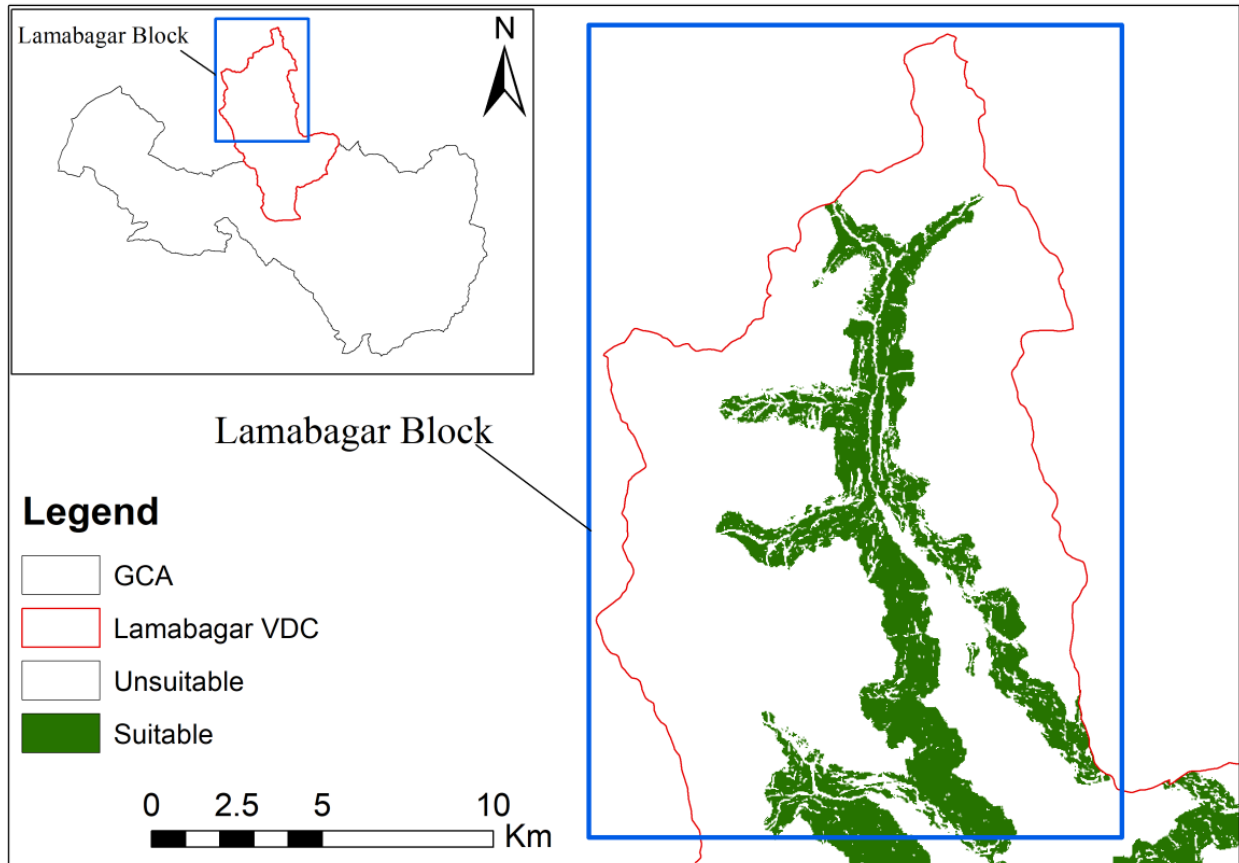 Lamabagar Block
N
Lamabagar Block
Legend
GCA
Lamabagar VDC
Unsuitable
Suitable
0 2.5 5 10
Km